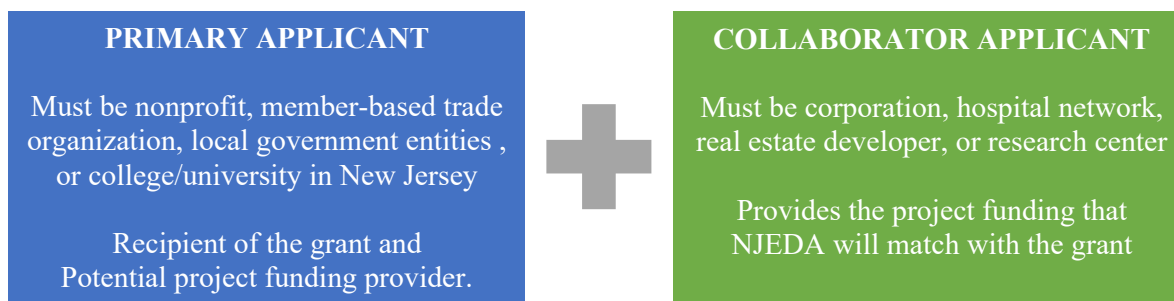 PRIMARY APPLICANT
Must be nonprofit, member-based trade
organization, local government entities ,
or college/university in New Jersey
Recipient of the grant and
Potential project funding provider.
COLLABORATOR APPLICANT
Must be corporation, hospital network,
real estate developer, or research center
Provides the project funding that
NJEDA will match with the grant